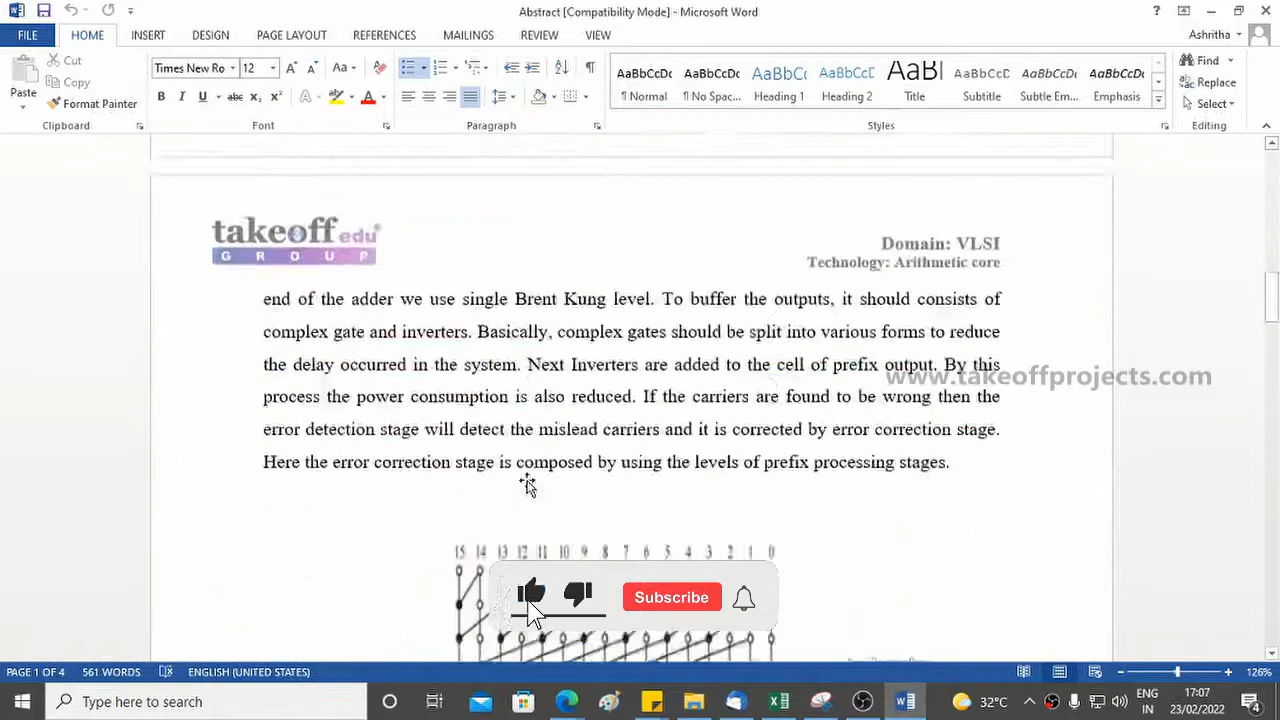 Abstract [Compatibility Mode] - Microsoft Word
?
FILE HOME INSERT DESIGN PAGE LAYOUT REFERENCES MAILINGS REVIEW VIEW Ashritha
Cut
Copy
Format Painter
Paste
Times New Ro 12
AaBbCcDc AaBbCcDc AaBbCc AaBbCcDc AaBl AaBbCcDc AaBbCcDc AaBbCcDc
¶ Normal ¶ No Spac... Heading 1 Heading 2 Title Subtitle Subtle Em... Emphasis
Find
Replace
Select
Clipboard Font Paragraph Styles Editing
takeoff edu
GROUP
Domain: VLSI
Technology: Arithmetic core
end of the adder we use single Brent Kung level. To buffer the outputs, it should consists of
complex gate and inverters. Basically, complex gates should be split into various forms to reduce
the delay occurred in the system. Next Inverters are added to the cell of prefix output. By this
www.takeoffprojects.com
process the power consumption is also reduced. If the carriers are found to be wrong then the
error detection stage will detect the mislead carriers and it is corrected by error correction stage.
Here the error correction stage is composed by using the levels of prefix processing stages.
15 14 13 12 11 10 9 8 7 6 5 4 3 2 1 0
Subscribe
PAGE 1 OF 4 561 WORDS ENGLISH (UNITED STATES) 126%
Type here to search
32°C
ENG
IN
17:07
23/02/2022
4